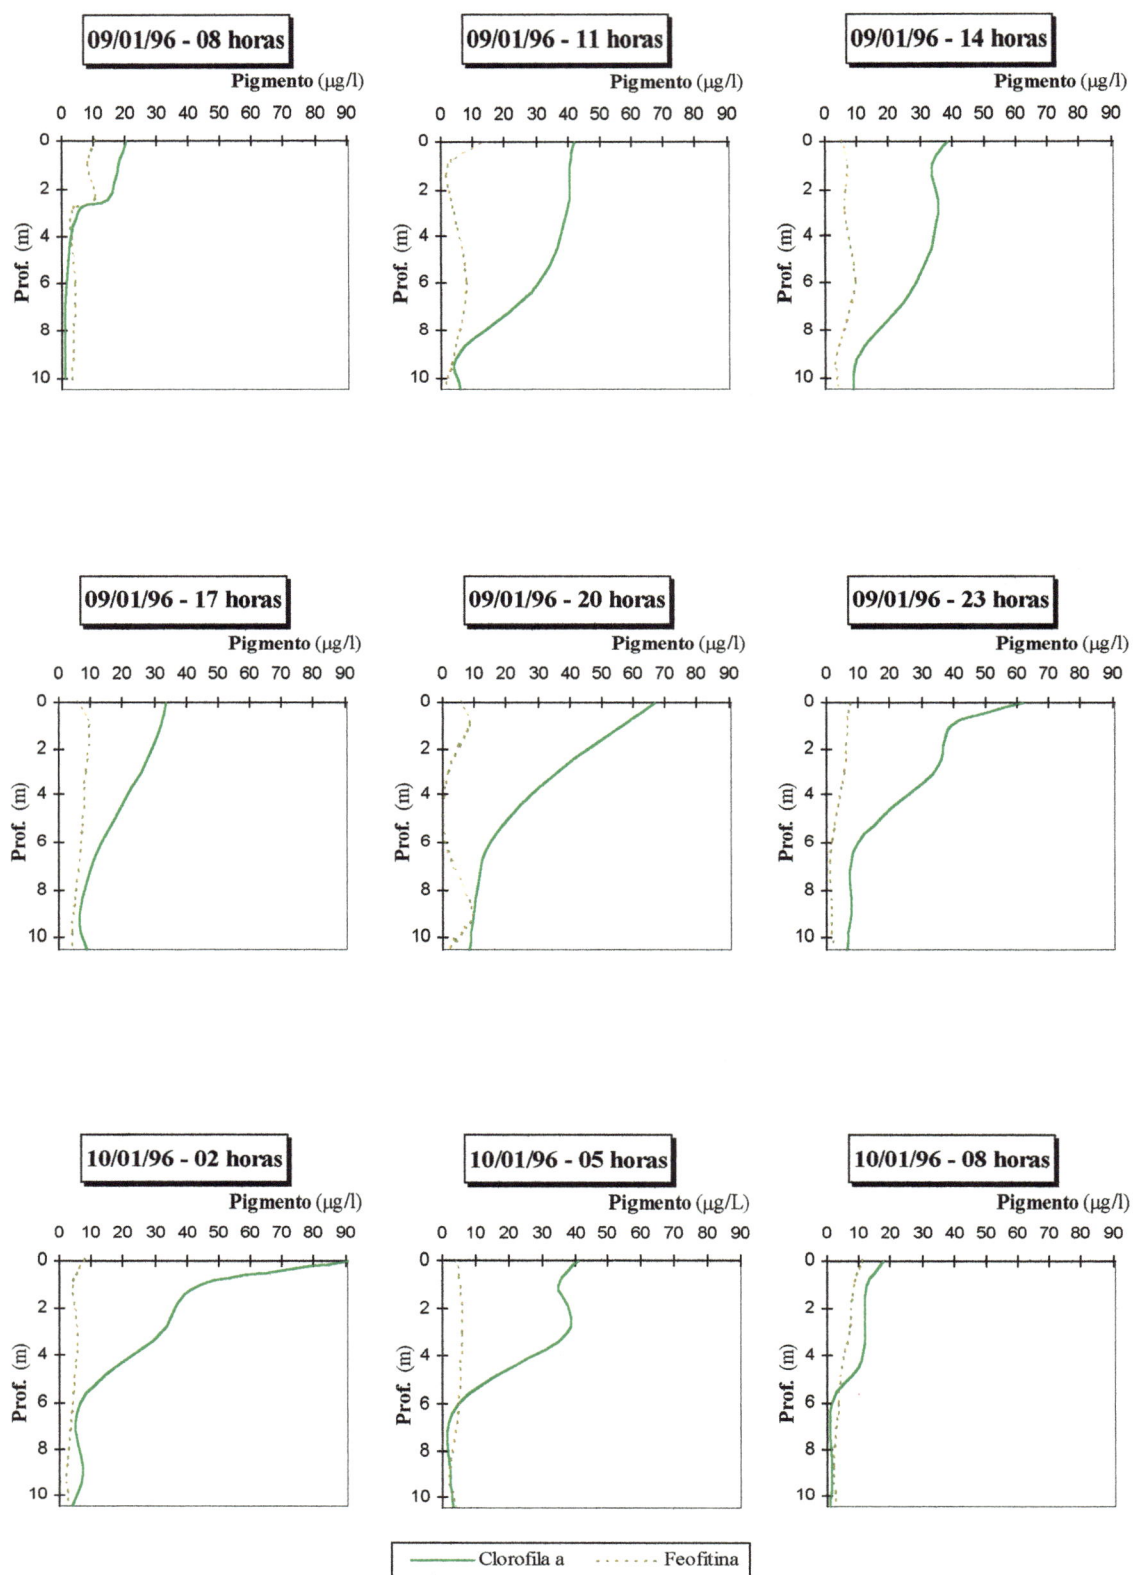 09/01/96 - 08 horas
09/01/96 - 11 horas
09/01/96 - 14 horas
Pigmento (µg/l)
Pigmento (µg/l)
Pigmento (µg/l)
0 10 20 30 40 50 60 70 80 90
0 10 20 30 40 50 60 70 80 90
0 10 20 30 40 50 60 70 80 90
Prof. (m)
0
2
4
6
8
10
Prof. (m)
0
2
4
6
8
10
Prof. (m)
0
2
4
6
8
10
09/01/96 - 17 horas
09/01/96 - 20 horas
09/01/96 - 23 horas
Pigmento (µg/l)
Pigmento (µg/l)
Pigmento (µg/l)
0 10 20 30 40 50 60 70 80 90
0 10 20 30 40 50 60 70 80 90
0 10 20 30 40 50 60 70 80 90
Prof. (m)
0
2
4
6
8
10
Prof. (m)
0
2
4
6
8
10
Prof. (m)
0
2
4
6
8
10
10/01/96 - 02 horas
10/01/96 - 05 horas
10/01/96 - 08 horas
Pigmento (µg/l)
Pigmento (µg/L)
Pigmento (µg/l)
0 10 20 30 40 50 60 70 80 90
0 10 20 30 40 50 60 70 80 90
0 10 20 30 40 50 60 70 80 90
Prof. (m)
0
2
4
6
8
10
Prof. (m)
0
2
4
6
8
10
Prof. (m)
0
2
4
6
8
10
Clorofila a Feofitina